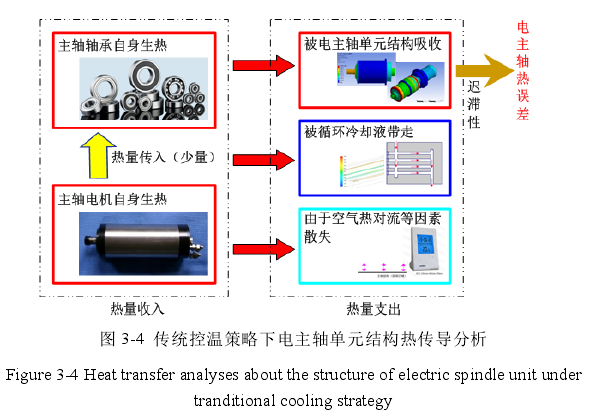 主轴轴承自身生热
热量传入（少量）
主轴电机自身生热
热量收入
被电主轴单元结构吸收
被循环冷却液带走
由于空气热对流等因素
散失
热量支出
迟滞性
电主轴热误差
图 3-4 传统控温策略下电主轴单元结构热传导分析
Figure 3-4 Heat transfer analyses about the structure of electric spindle unit under
tranditional cooling strategy